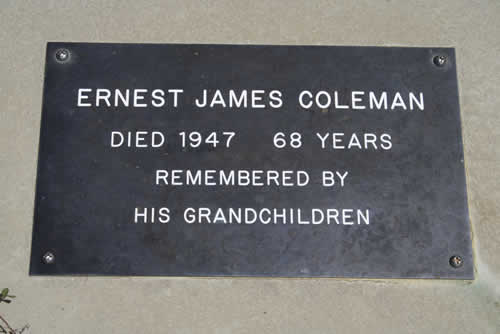 ERNEST JAMES COLEMAN
DIED 1947 68 YEARS
REMEMBERED BY
HIS GRANDCHILDREN